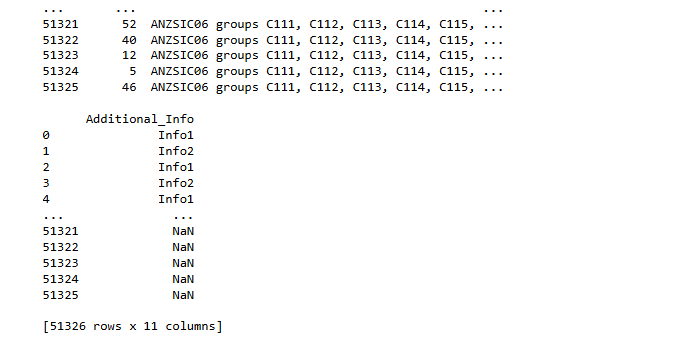 ... ... ...
51321 52 ANZSIC06 groups C111, C112, C113, C114, C115, ...
51322 40 ANZSIC06 groups C111, C112, C113, C114, C115, ...
51323 12 ANZSIC06 groups C111, C112, C113, C114, C115, ...
51324 5 ANZSIC06 groups C111, C112, C113, C114, C115, ...
51325 46 ANZSIC06 groups C111, C112, C113, C114, C115, ...
Additional_Info
0 Info1
1 Info2
2 Info1
3 Info2
4 Info1
... ...
51321 NaN
51322 NaN
51323 NaN
51324 NaN
51325 NaN
[51326 rows x 11 columns]